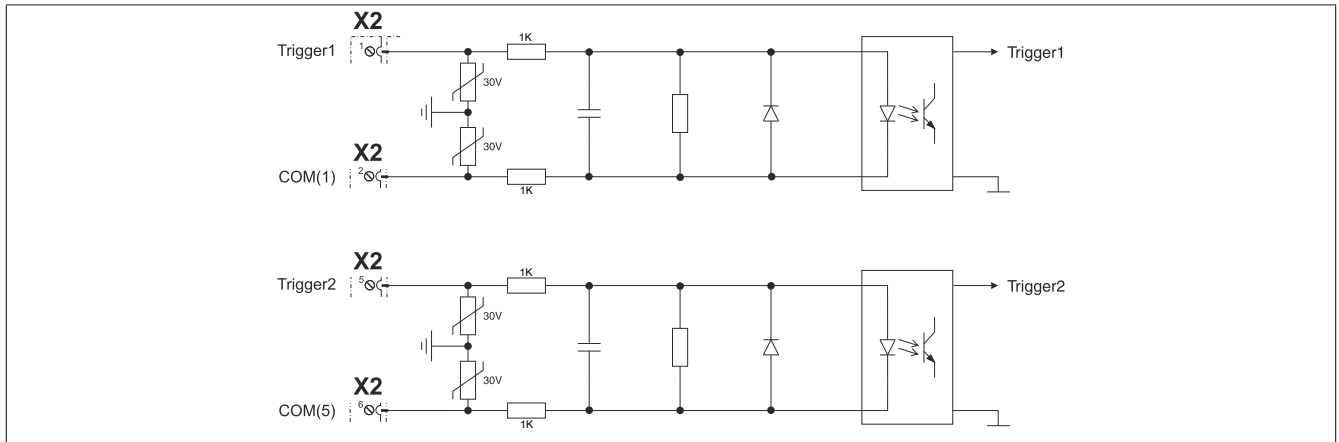 X2
1K
Trigger1
1
Trigger1
30V
X2
30V
COM(1)
2
1K
X2
1K
Trigger2
5
Trigger2
30V
X2
30V
COM(5)
6
1K